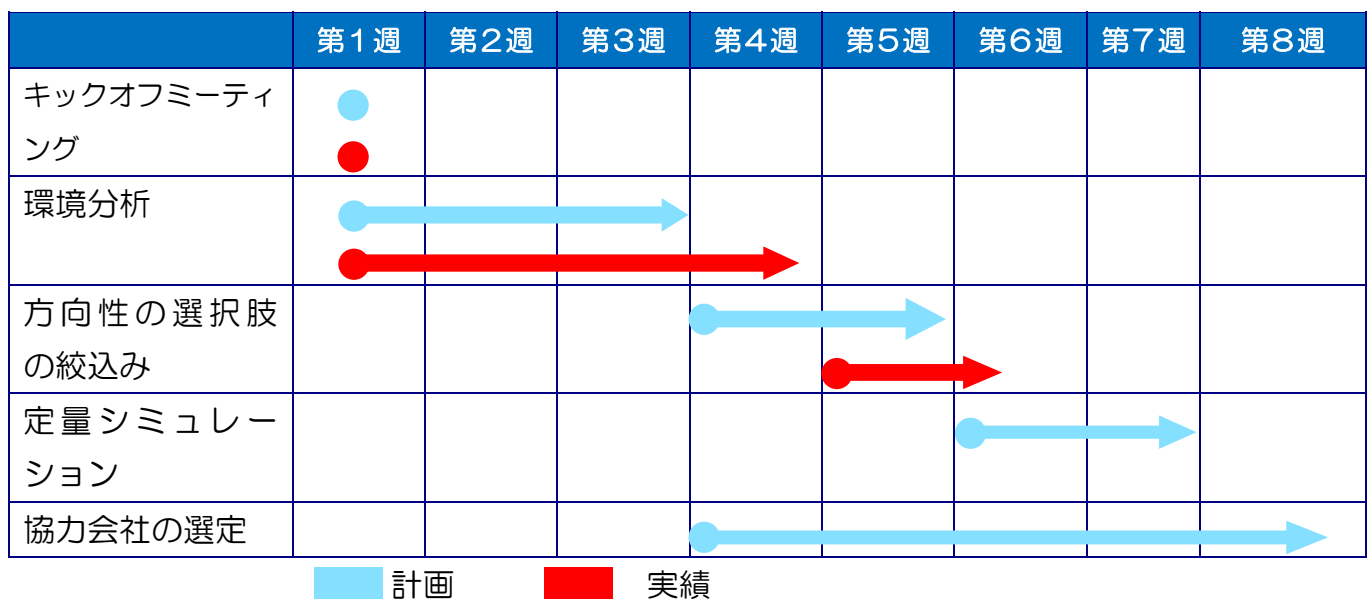 第1週 第2週 第3週 第4週 第5週 第6週 第7週 第8週
キックオフミーティ
ング
環境分析
方向性の選択肢
の絞込み
定量シミュレー
ション
協力会社の選定
計画 実績